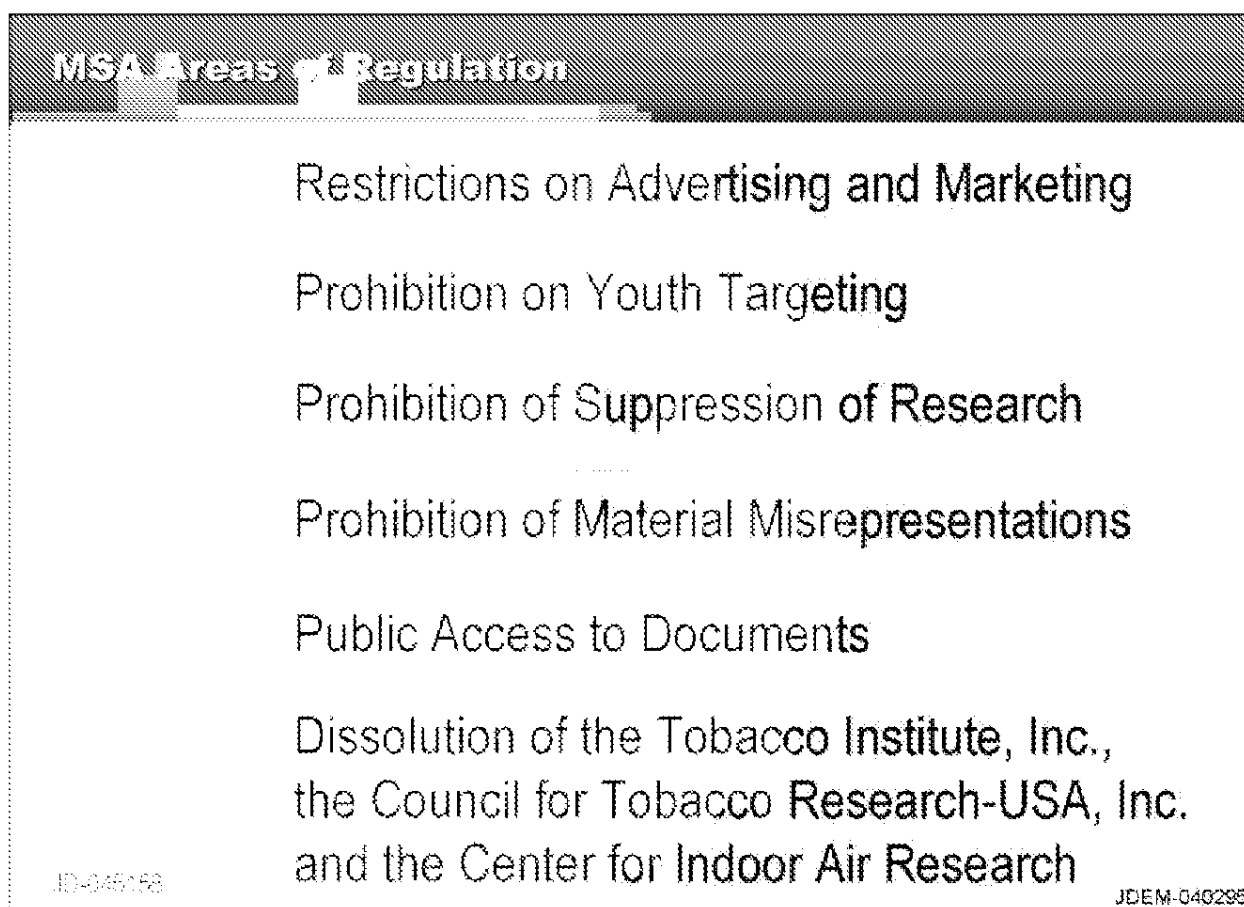 MSA Areas of Regulation
Restrictions on Advertising and Marketing
Prohibition on Youth Targeting
Prohibition of Suppression of Research
Prohibition of Material Misrepresentations
Public Access to Documents
Dissolution of the Tobacco Institute, Inc.,
the Council for Tobacco Research-USA, Inc.
and the Center for Indoor Air Research
JDEM-040295